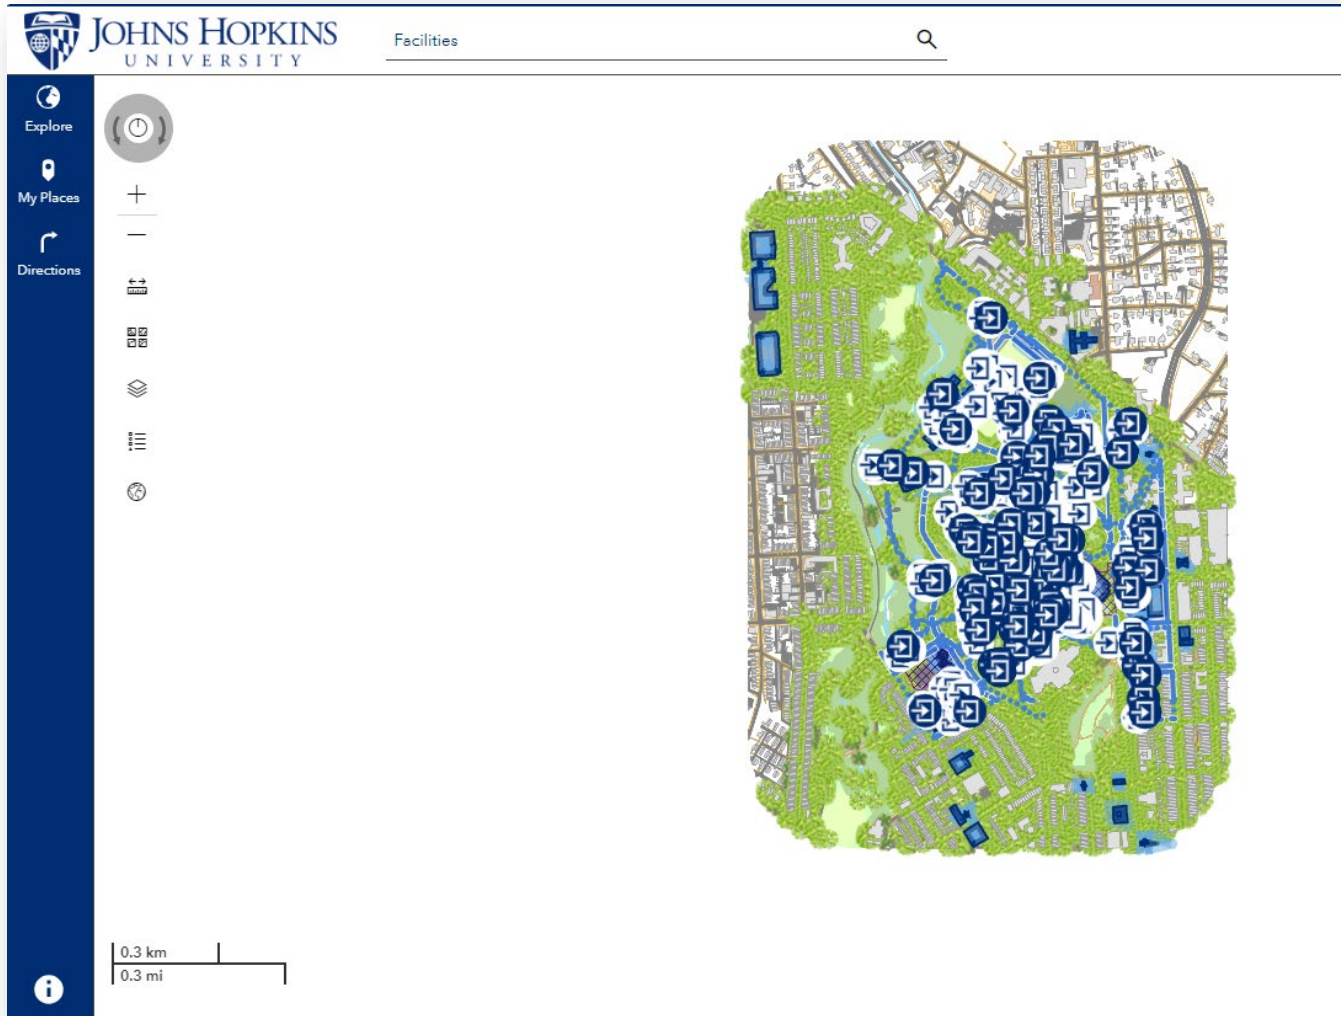 JOHNS HOPKINS
UNIVERSITY
Facilities
Explore
My Places
Directions
0.3 km
0.3 mi